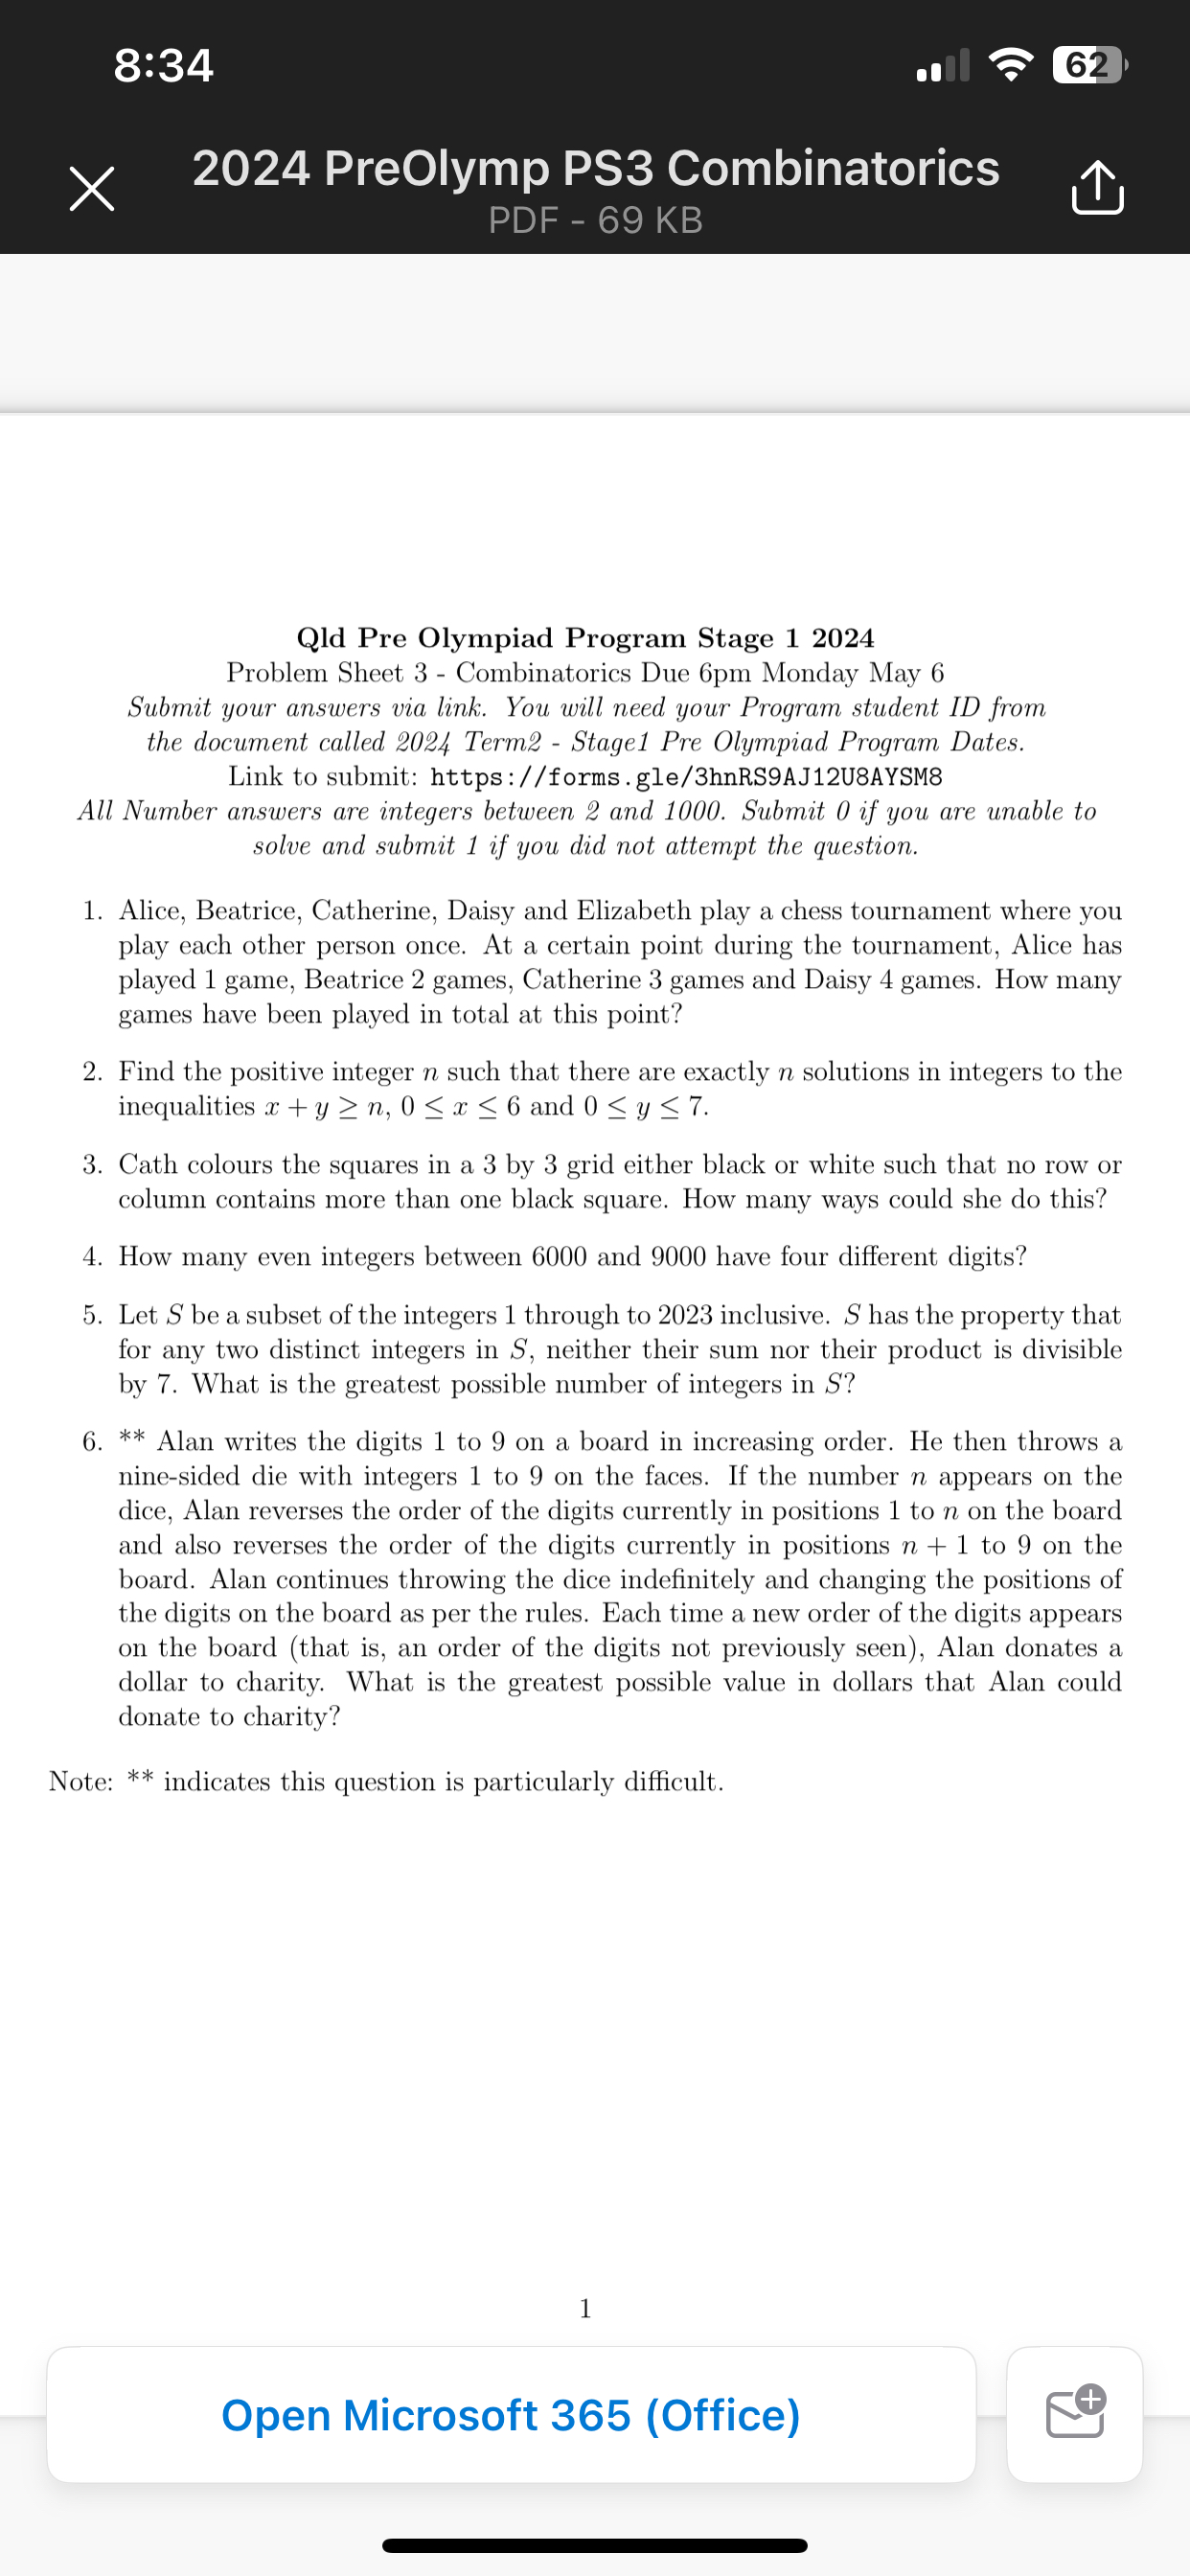 8:34
62
2024 PreOlymp PS3 Combinatorics
PDF - 69 KB
Qld Pre Olympiad Program Stage 1 2024
Problem Sheet 3 - Combinatorics Due 6pm Monday May 6
Submit your answers via link. You will need your Program student ID from
the document called 2024 Term2 - Stage1 Pre Olympiad Program Dates.
Link to submit: https://forms.gle/3hnRS9AJ12U8AYSM8
All Number answers are integers between 2 and 1000. Submit 0 if you are unable to
solve and submit 1 if you did not attempt the question.
1. Alice, Beatrice, Catherine, Daisy and Elizabeth play a chess tournament where you
play each other person once. At a certain point during the tournament, Alice has
played 1 game, Beatrice 2 games, Catherine 3 games and Daisy 4 games. How many
games have been played in total at this point?
2. Find the positive integer n such that there are exactly n solutions in integers to the
inequalities x + y ≥ n, 0 ≤ x ≤ 6 and 0 ≤ y ≤ 7.
3. Cath colours the squares in a 3 by 3 grid either black or white such that no row or
column contains more than one black square. How many ways could she do this?
4. How many even integers between 6000 and 9000 have four different digits?
5. Let S be a subset of the integers 1 through to 2023 inclusive. S has the property that
for any two distinct integers in S, neither their sum nor their product is divisible
by 7. What is the greatest possible number of integers in S?
6. ** Alan writes the digits 1 to 9 on a board in increasing order. He then throws a
nine-sided die with integers 1 to 9 on the faces. If the number n appears on the
dice, Alan reverses the order of the digits currently in positions 1 to n on the board
and also reverses the order of the digits currently in positions n + 1 to 9 on the
board. Alan continues throwing the dice indefinitely and changing the positions of
the digits on the board as per the rules. Each time a new order of the digits appears
on the board (that is, an order of the digits not previously seen), Alan donates a
dollar to charity. What is the greatest possible value in dollars that Alan could
donate to charity?
Note: ** indicates this question is particularly difficult.
1
Open Microsoft 365 (Office)